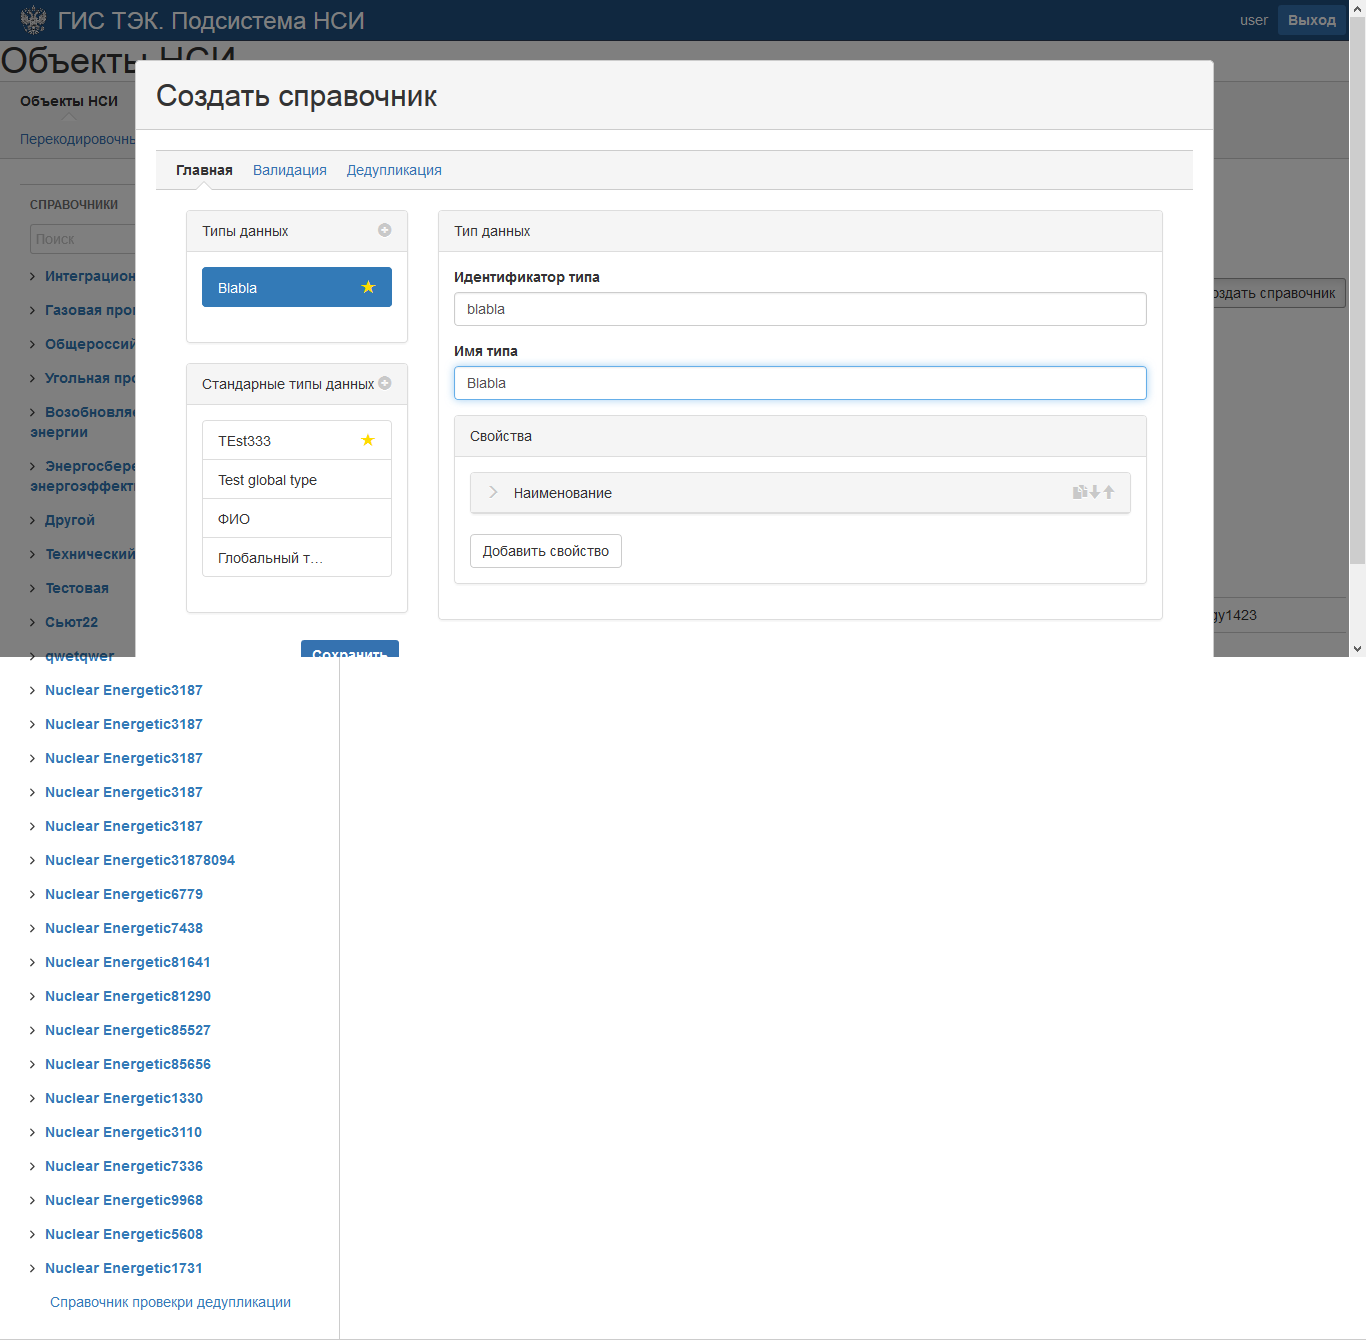 ГИС ТЭК. Подсистема НСИ
user
Выход
Объекты НСИ
Объекты НСИ
Перекодировочн
СПРАВОЧНИКИ
Поиск
Интеграцион
Газовая про
Общероссий
Угольная пр
Возобновля
энергии
Энергосбере
энергоэффект
Другой
Технический
Тестовая
Сьют22
qwetqwer
Nuclear Energetic3187
Nuclear Energetic3187
Nuclear Energetic3187
Nuclear Energetic3187
Nuclear Energetic3187
Nuclear Energetic31878094
Nuclear Energetic6779
Nuclear Energetic7438
Nuclear Energetic81641
Nuclear Energetic81290
Nuclear Energetic85527
Nuclear Energetic85656
Nuclear Energetic1330
Nuclear Energetic3110
Nuclear Energetic7336
Nuclear Energetic9968
Nuclear Energetic5608
Nuclear Energetic1731
Справочник провекри дедупликации
Создать справочник
Главная
Валидация
Дедупликация
Типы данных
Blabla
Стандартные типы данных
TEst333
Test global type
ФИО
Глобальный т…
Сохранить
Тип данных
Идентификатор типа
blabla
Имя типа
Blabla
Свойства
Наименование
Добавить свойство
оздать справочник
gy1423